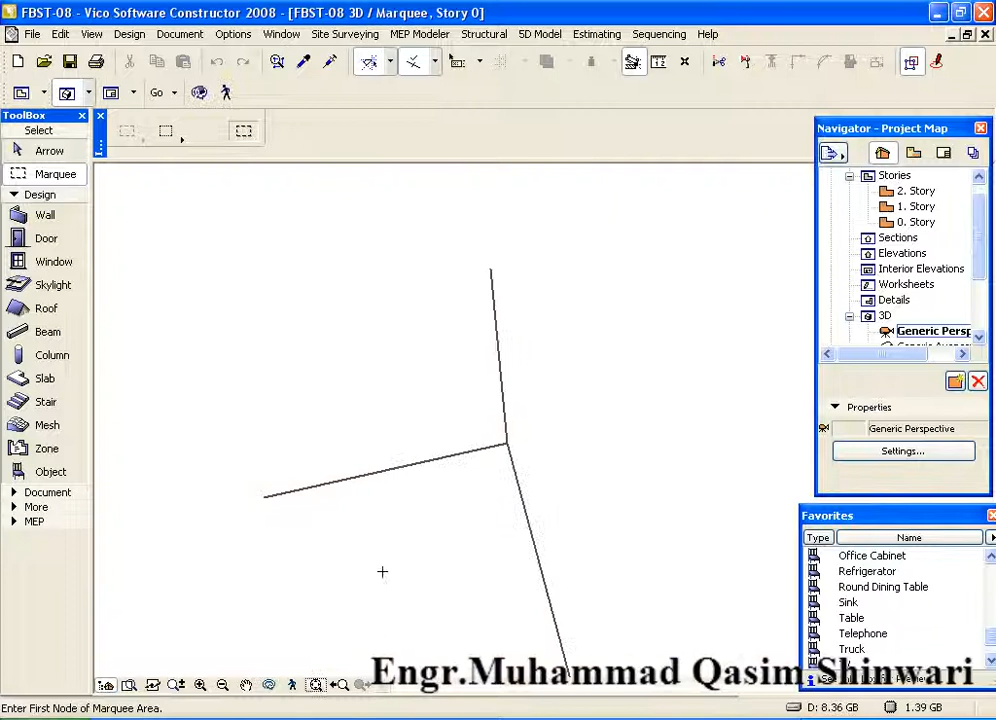 FBST-08 - Vico Software Constructor 2008 - [FBST-08 3D / Marquee, Story 0]
File Edit View Design Document Options Window Site Surveying MEP Modeler Structural 5D Model Estimating Sequencing Help
Go
ToolBox
Select
Arrow
Marquee
Design
Wall
Door
Window
Skylight
Roof
Beam
Column
Slab
Stair
Mesh
Zone
Object
Document
More
MEP
Navigator - Project Map
Stories
2. Story
1. Story
0. Story
Sections
Elevations
Interior Elevations
Worksheets
Details
3D
Generic Persp
Properties
Generic Perspective
Settings...
Favorites
Type Name
Office Cabinet
Refrigerator
Round Dining Table
Sink
Table
Telephone
Truck
Engr.Muhammad Qasim Shinwari
Enter First Node of Marquee Area.
D: 8.36 GB 1.39 GB